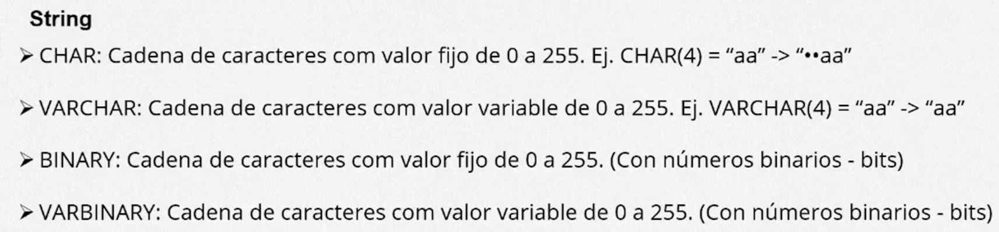 String
➢ CHAR: Cadena de caracteres com valor fijo de 0 a 255. Ej. CHAR(4) = “aa” -> “••aa”
➢ VARCHAR: Cadena de caracteres com valor variable de 0 a 255. Ej. VARCHAR(4) = “aa” -> “aa”
➢ BINARY: Cadena de caracteres com valor fijo de 0 a 255. (Con números binarios - bits)
➢ VARBINARY: Cadena de caracteres com valor variable de 0 a 255. (Con números binarios - bits)